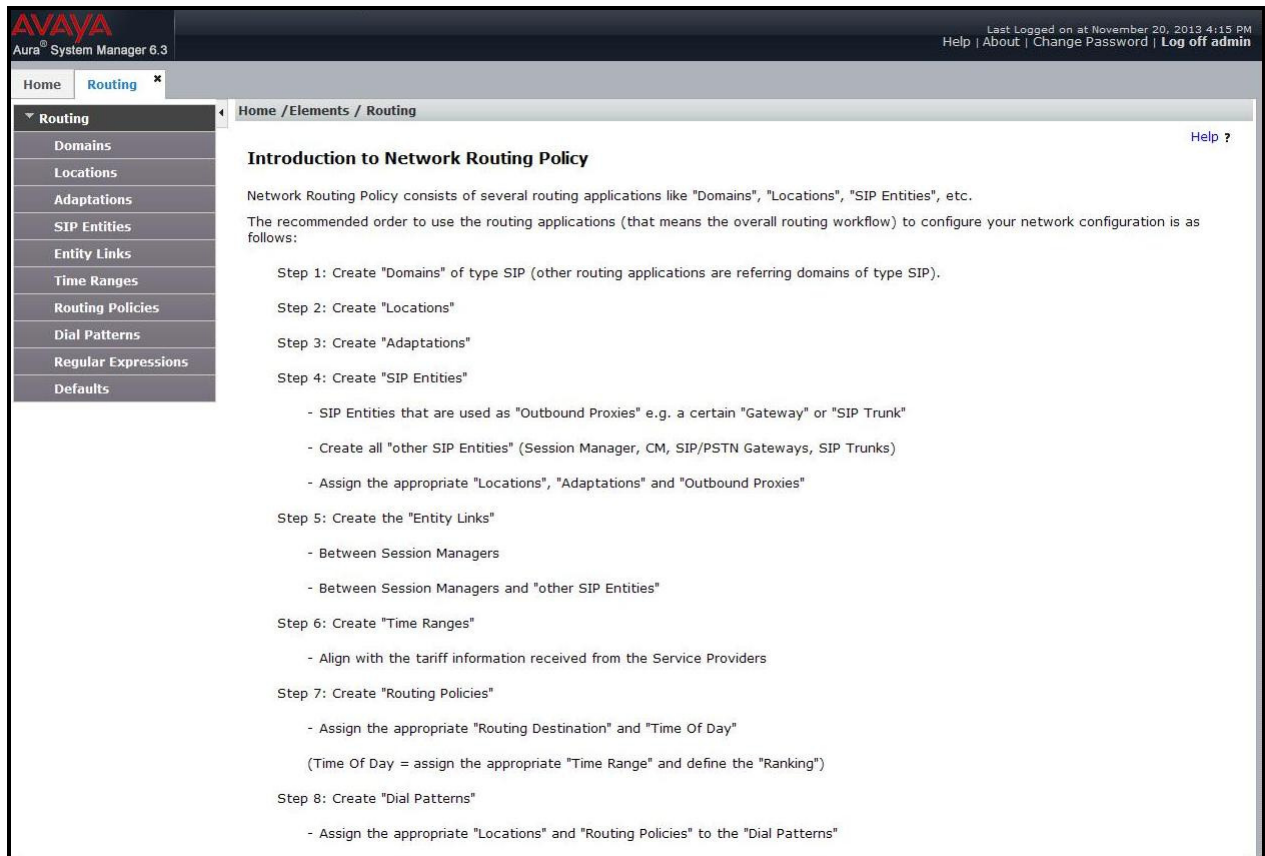 AVAYA
Aura® System Manager 6.3
Last Logged on at November 20, 2013 4:15 PM
Help | About | Change Password | Log off admin
Home
Routing ×
Routing
Domains
Locations
Adaptations
SIP Entities
Entity Links
Time Ranges
Routing Policies
Dial Patterns
Regular Expressions
Defaults
Home /Elements / Routing
Help ?
Introduction to Network Routing Policy
Network Routing Policy consists of several routing applications like "Domains", "Locations", "SIP Entities", etc.
The recommended order to use the routing applications (that means the overall routing workflow) to configure your network configuration is as
follows:
Step 1: Create "Domains" of type SIP (other routing applications are referring domains of type SIP).
Step 2: Create "Locations"
Step 3: Create "Adaptations"
Step 4: Create "SIP Entities"
- SIP Entities that are used as "Outbound Proxies" e.g. a certain "Gateway" or "SIP Trunk"
- Create all "other SIP Entities" (Session Manager, CM, SIP/PSTN Gateways, SIP Trunks)
- Assign the appropriate "Locations", "Adaptations" and "Outbound Proxies"
Step 5: Create the "Entity Links"
- Between Session Managers
- Between Session Managers and "other SIP Entities"
Step 6: Create "Time Ranges"
- Align with the tariff information received from the Service Providers
Step 7: Create "Routing Policies"
- Assign the appropriate "Routing Destination" and "Time Of Day"
(Time Of Day = assign the appropriate "Time Range" and define the "Ranking")
Step 8: Create "Dial Patterns"
- Assign the appropriate "Locations" and "Routing Policies" to the "Dial Patterns"